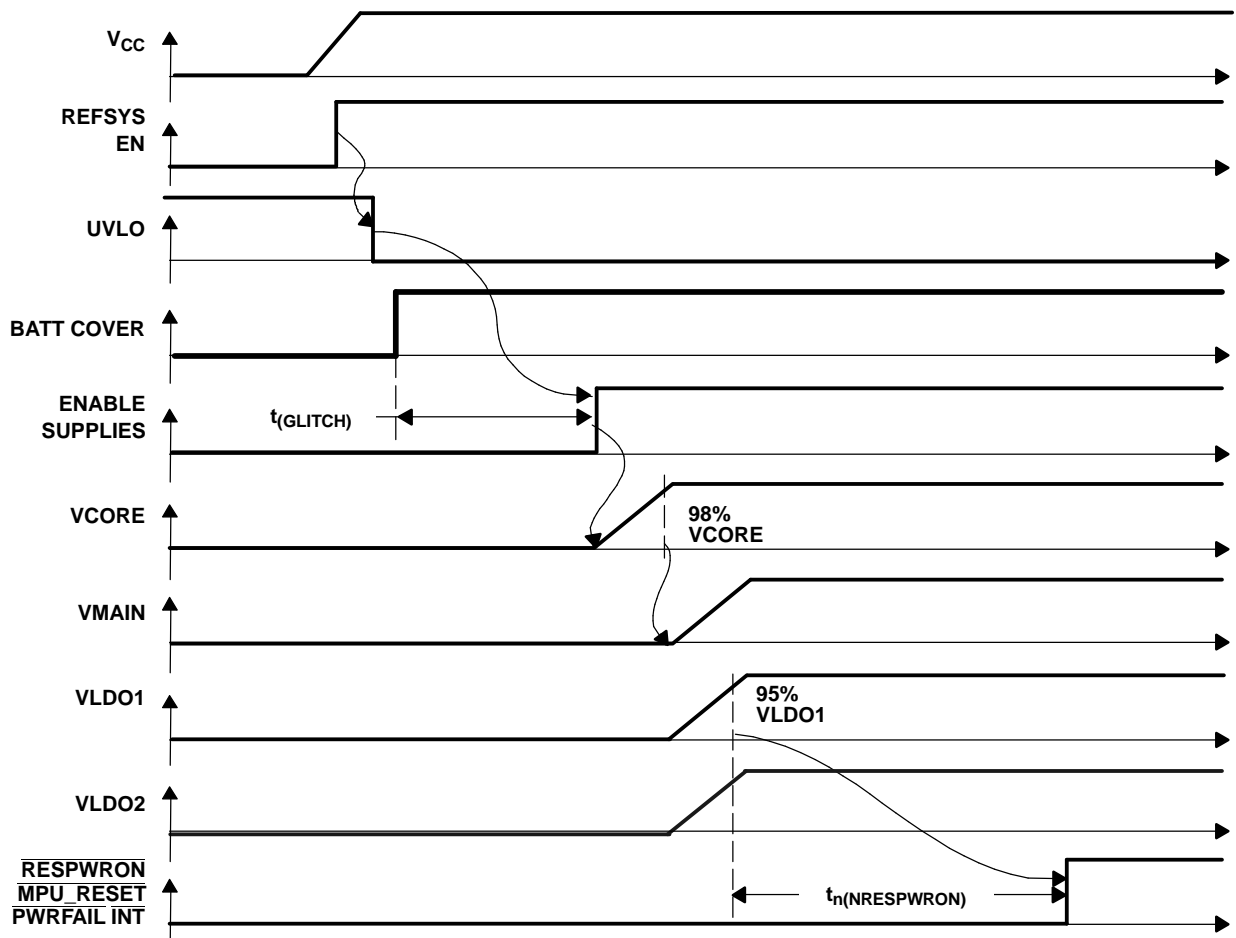 VCC
REFSYS
EN
UVLO
BATT COVER
ENABLE
SUPPLIES
t(GLITCH)
VCORE
98%
VCORE
VMAIN
VLDO1
95%
VLDO1
VLDO2
RESPWRON
MPU_RESET
PWRFAIL INT
tn(NRESPWRON)